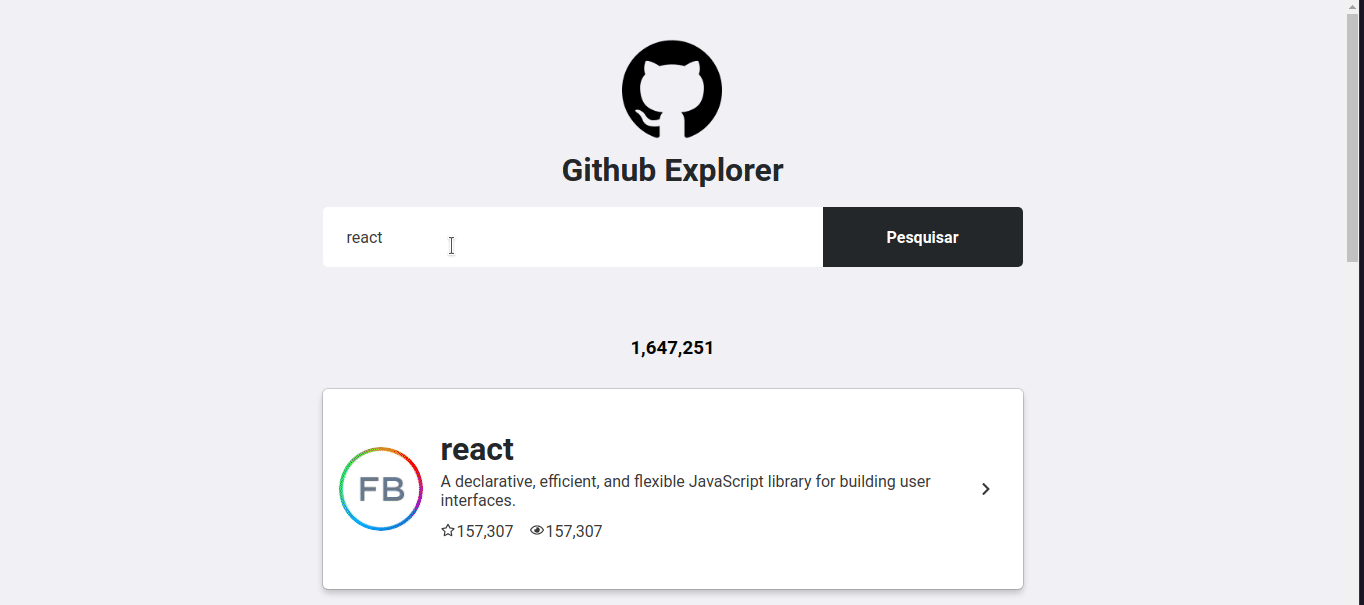 Github Explorer
react
Pesquisar
1,647,251
FB
react
A declarative, efficient, and flexible JavaScript library for building user
interfaces.
157,307 157,307